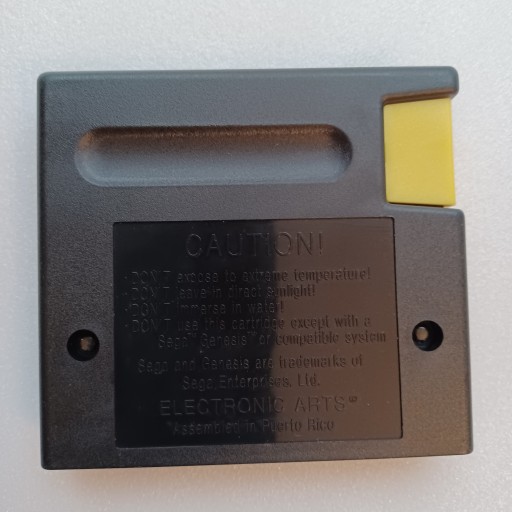 CAUTION!
-DON'T expose to extreme temperature!
-DON'T leave in direct sunlight!
-DON'T immerse in water!
-DON'T use this cartridge except with a
Sega™ Genesis™ or compatible system
Sega and Genesis are trademarks of
Sega Enterprises, Ltd.
ELECTRONIC ARTS®
*Assembled in Puerto Rico